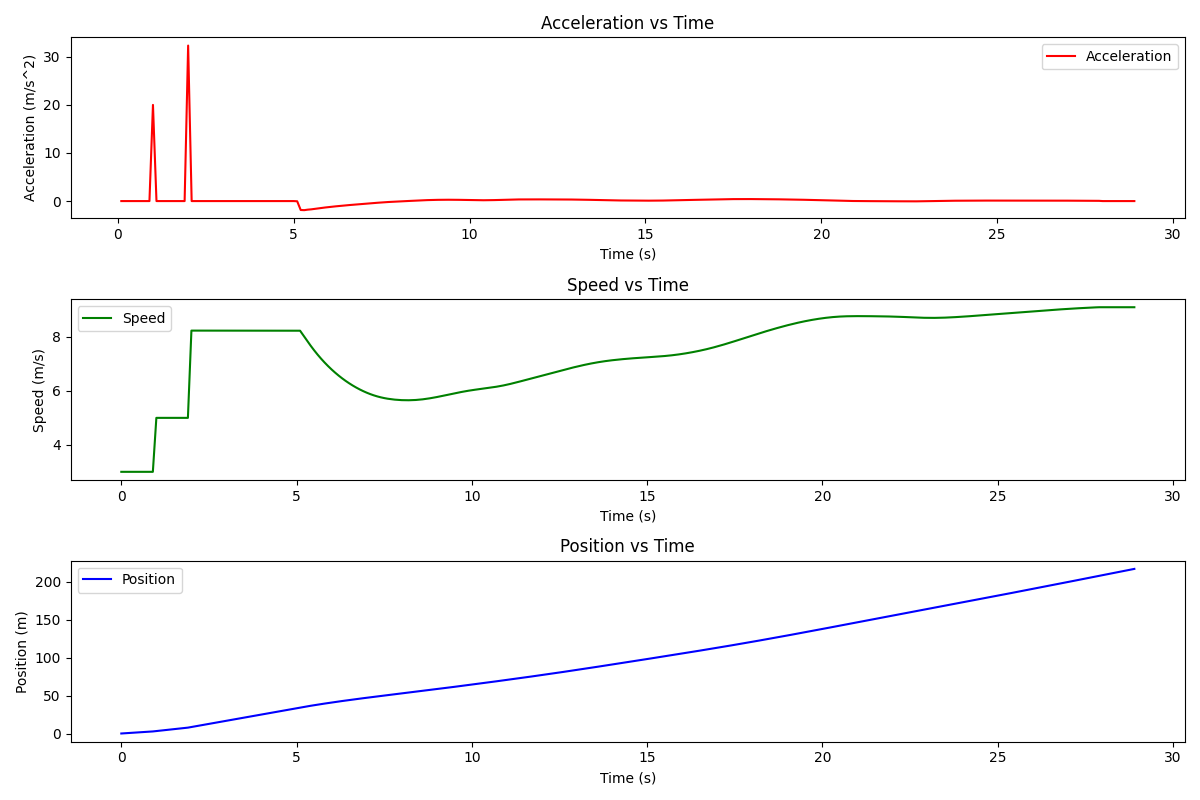 Acceleration vs Time
Acceleration (m/s^2)
30
20
10
0
Acceleration
0 5 10 15 20 25 30
Time (s)
Speed vs Time
Speed (m/s)
8
6
4
Speed
0 5 10 15 20 25 30
Time (s)
Position vs Time
Position (m)
200
150
100
50
0
Position
0 5 10 15 20 25 30
Time (s)